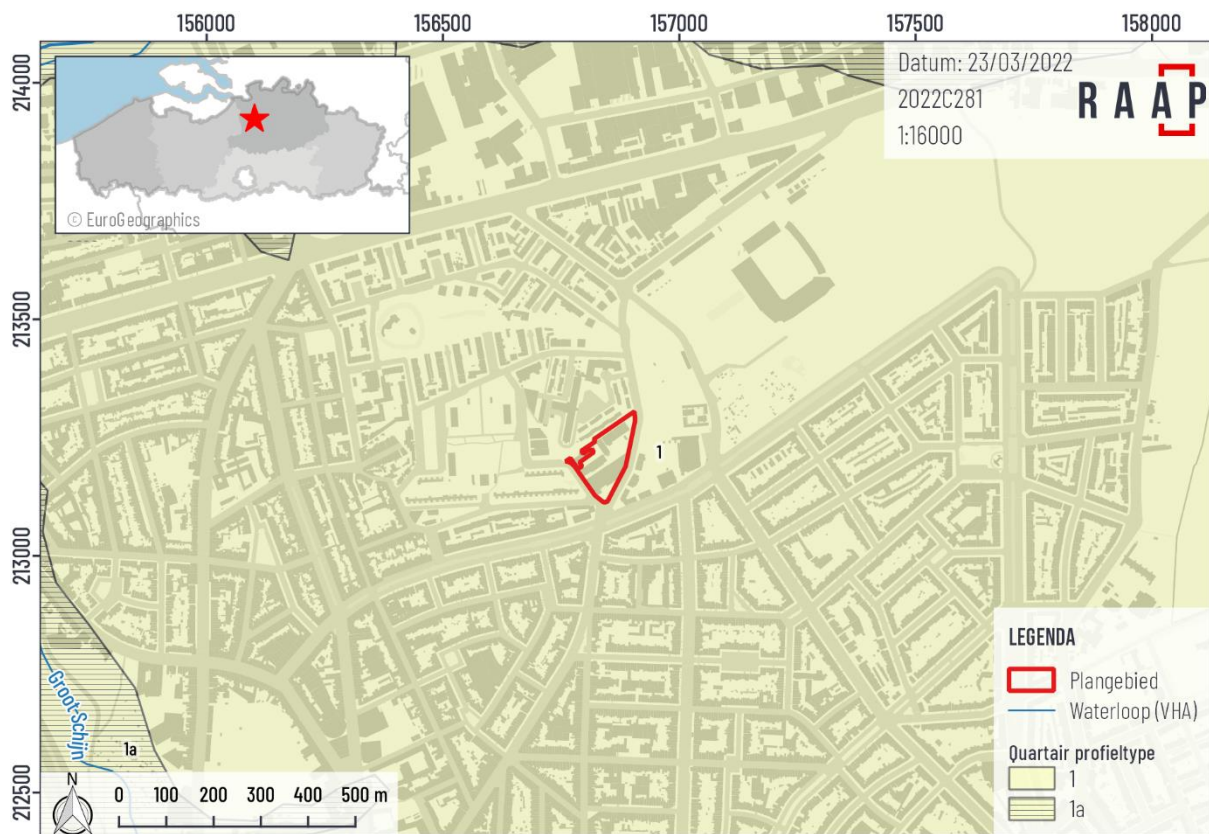 156000
156500
157000
157500
158000
214000
213500
213000
212500
© EuroGeographics
Datum: 23/03/2022
2022C281
1:16000
RAAP
1
Groot-Schijn
1a
N
0 100 200 300 400 500 m
LEGENDA
Plangebied
Waterloop (VHA)
Quartair profieltype
1
1a